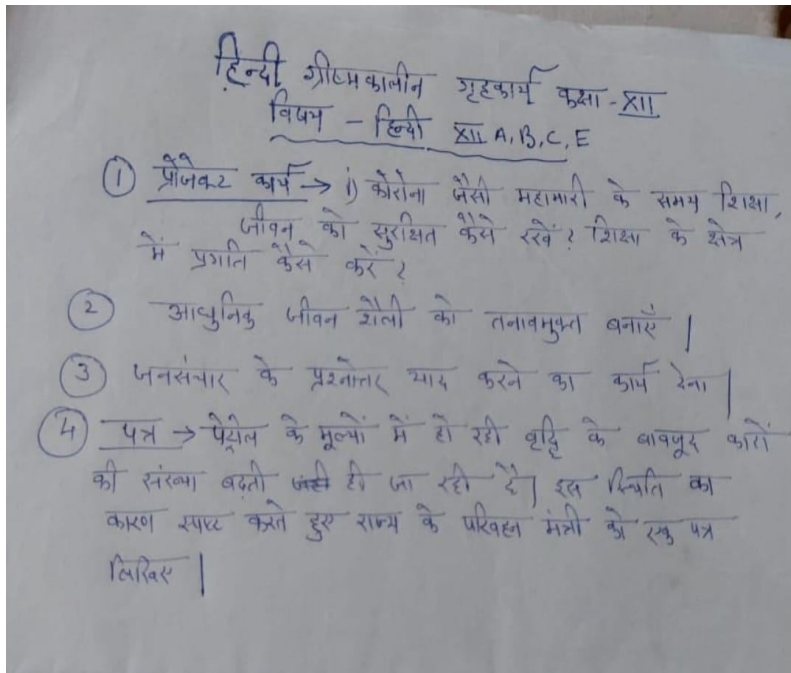 हिन्दी ग्रीष्मकालीन गृहकार्य कक्षा - XII
विषय - हिन्दी XII A, B, C, E
① प्रोजेक्ट कार्य → i) कोरोना जैसी महामारी के समय शिक्षा,
जीवन को सुरक्षित कैसे रखें? शिक्षा के क्षेत्र
में प्रगति कैसे करें?
② आधुनिक जीवन शैली को तनावमुक्त बनाएँ |
③ जनसंचार के प्रश्नोत्तर याद करने का कार्य देना |
④ पत्र → पेट्रोल के मूल्यों में हो रही वृद्धि के बावजूद कारों
की संख्या बढ़ती ही जा रही है | इस स्थिति का
कारण स्पष्ट करते हुए राज्य के परिवहन मंत्री को एक पत्र
लिखिए |